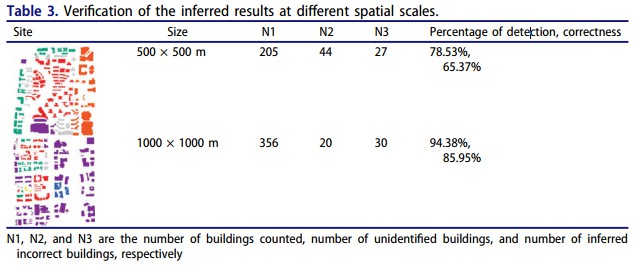 Table 3. Verification of the inferred results at different spatial scales.
Site Size N1 N2 N3 Percentage of detection, correctness
500 × 500 m 205 44 27 78.53%,
65.37%
1000 × 1000 m 356 20 30 94.38%,
85.95%
N1, N2, and N3 are the number of buildings counted, number of unidentified buildings, and number of inferred
incorrect buildings, respectively